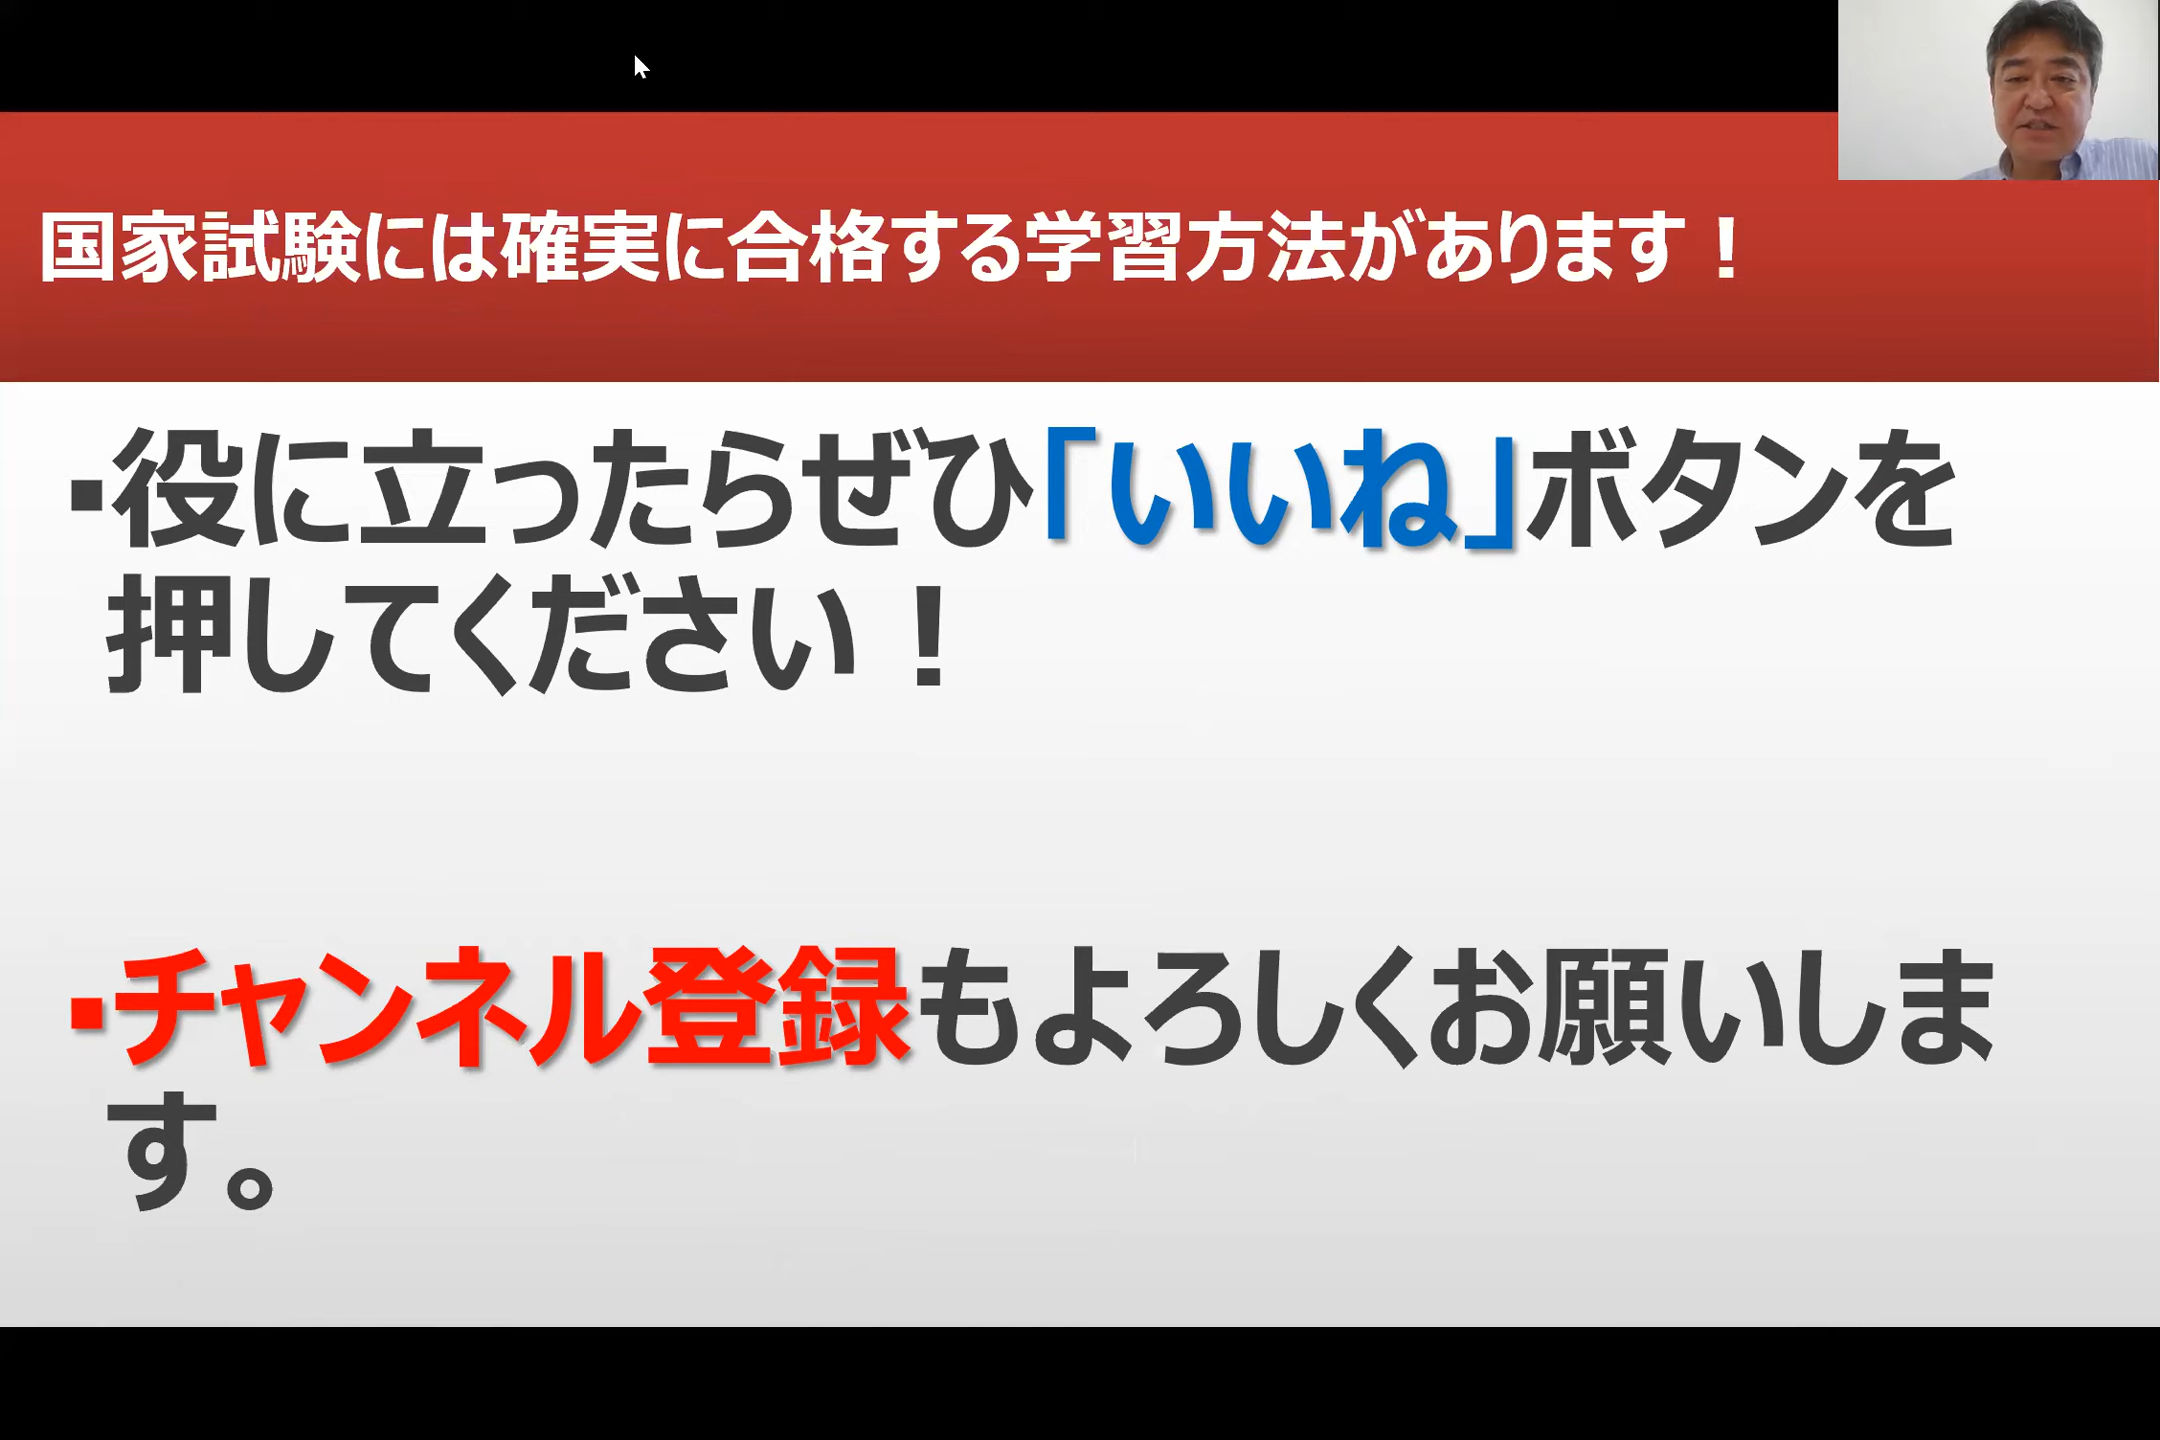 国家試験には確実に合格する学習方法があります！
▪役に立ったらぜひ「いいね」ボタンを
押してください！
▪チャンネル登録もよろしくお願いしま
す。